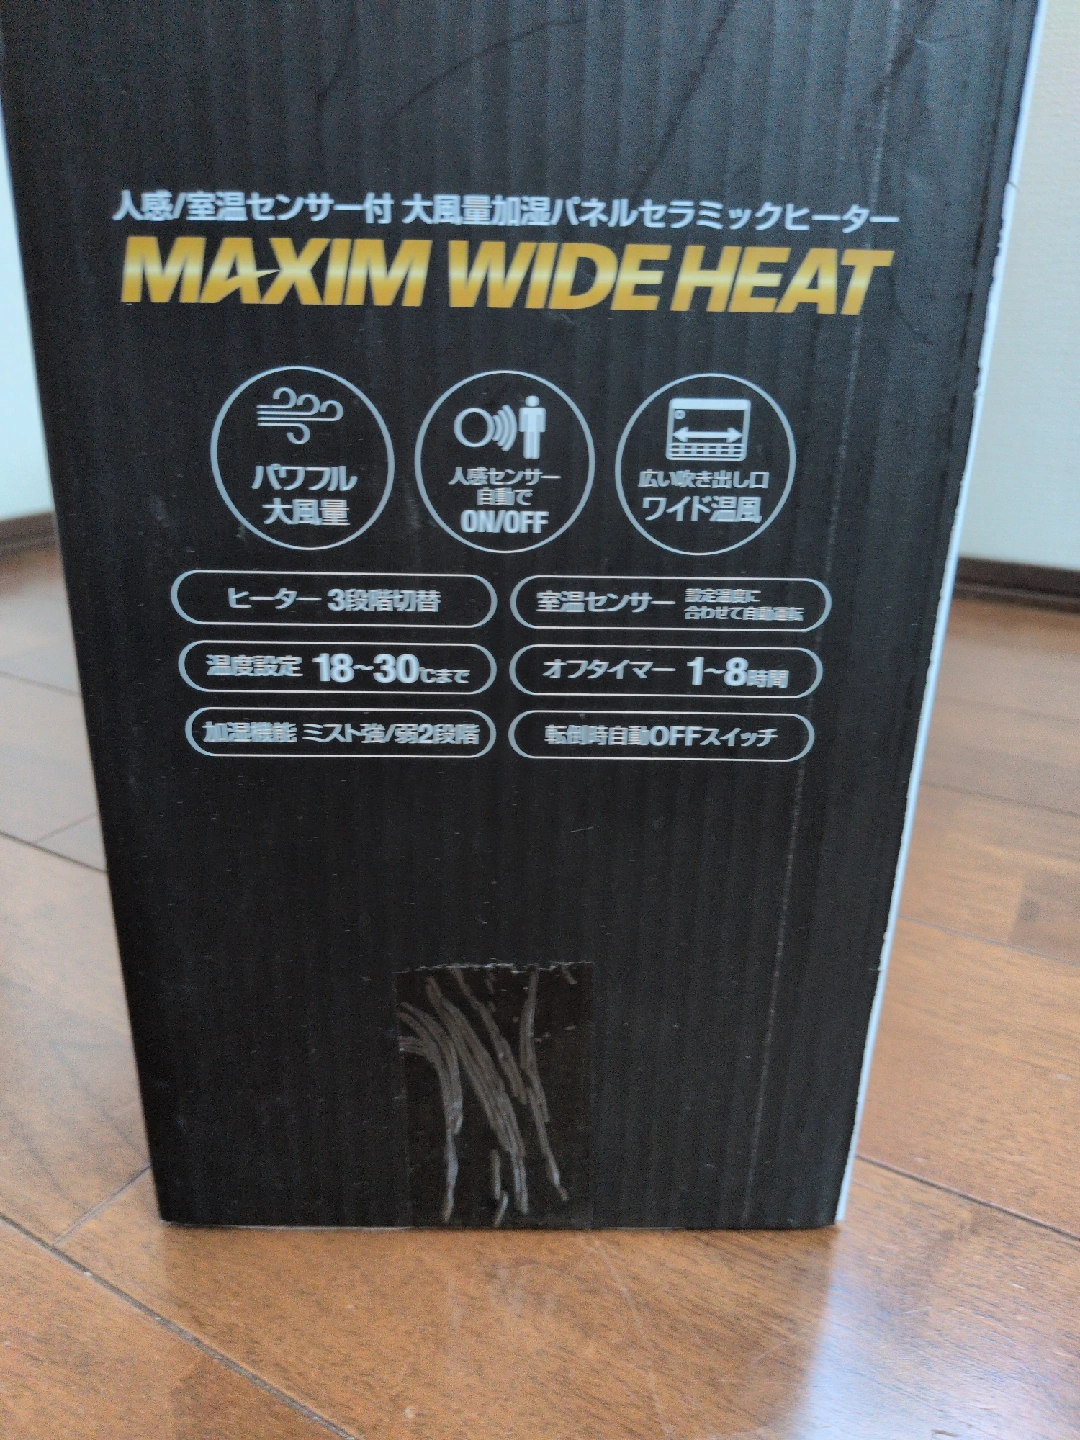 人感/室温センサー付 大風量加湿パネルセラミックヒーター
MAXIM WIDE HEAT
パワフル
大風量
人感センサー
自動で
ON/OFF
広い吹き出し口
ワイド温風
ヒーター 3段階切替
室温センサー 設定温度に
合わせて自動運転
温度設定 18~30℃まで
オフタイマー 1~8時間
加湿機能 ミスト強/弱2段階
転倒時自動OFFスイッチ